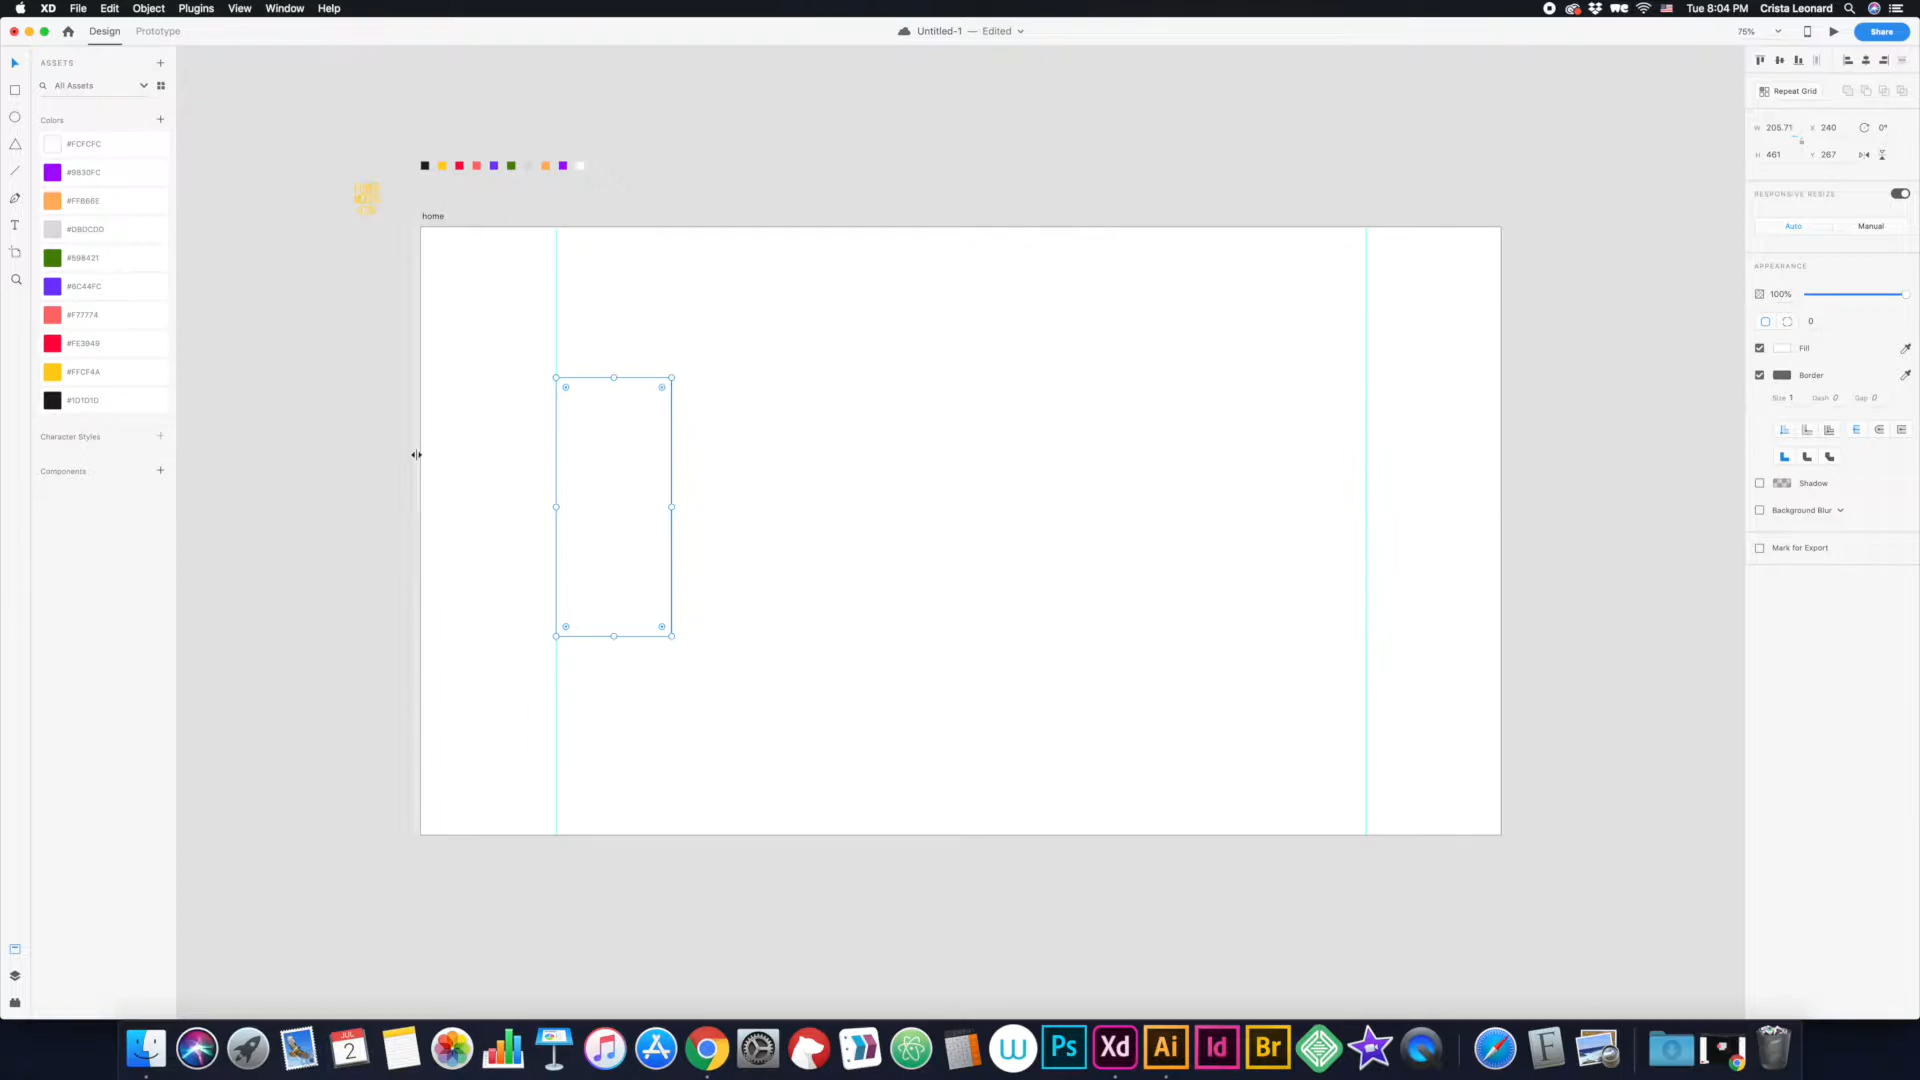 XD File Edit Object Plugins View Window Help
Tue 8:04 PM Crista Leonard
Design Prototype
Untitled-1 — Edited
75%
Share
ASSETS
All Assets
Colors
#FCFCFC
#9830FC
#FFB66E
#DBDCDD
#598421
#6C44FC
#F77774
#FE3949
#FFCF4A
#1D1D1D
Character Styles
Components
home
Repeat Grid
W 205.71 X 240 0°
H 461 Y 267
RESPONSIVE RESIZE
Auto Manual
APPEARANCE
100%
0
Fill
Border
Size 1 Dash 0 Gap 0
Shadow
Background Blur
Mark for Export
JUL
2
Ps
Xd
Ai
Id
Br